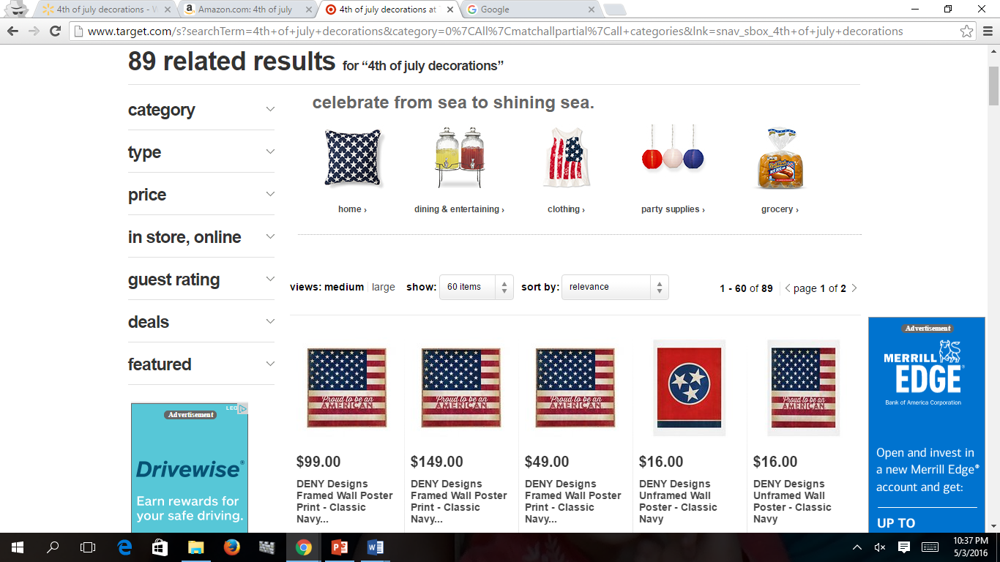 4th of july decorations - W
Amazon.com: 4th of july
4th of july decorations at T
Google
www.target.com/s?searchTerm=4th+of+july+decorations&category=0%7CAll%7Cmatchallpartial%7Call+categories&lnk=snav_sbox_4th+of+july+decorations
89 related results for “4th of july decorations”
category
type
price
in store, online
guest rating
deals
featured
celebrate from sea to shining sea.
home ›
dining & entertaining ›
clothing ›
party supplies ›
grocery ›
views: medium large show: 60 items sort by: relevance 1 - 60 of 89 page 1 of 2
Proud to be an
AMERICAN
Proud to be an
AMERICAN
Proud to be an
AMERICAN
Proud to be an
AMERICAN
$99.00
DENY Designs
Framed Wall Poster
Print - Classic
Navy...
$149.00
DENY Designs
Framed Wall Poster
Print - Classic
Navy...
$49.00
DENY Designs
Framed Wall Poster
Print - Classic
Navy...
$16.00
DENY Designs
Unframed Wall
Poster - Classic
Navy
$16.00
DENY Designs
Unframed Wall
Poster - Classic
Navy
Advertisement
Drivewise®
Earn rewards for
your safe driving.
Advertisement
MERRILL
EDGE®
Bank of America Corporation
Open and invest in
a new Merrill Edge®
account and get:
UP TO
10:37 PM
5/3/2016